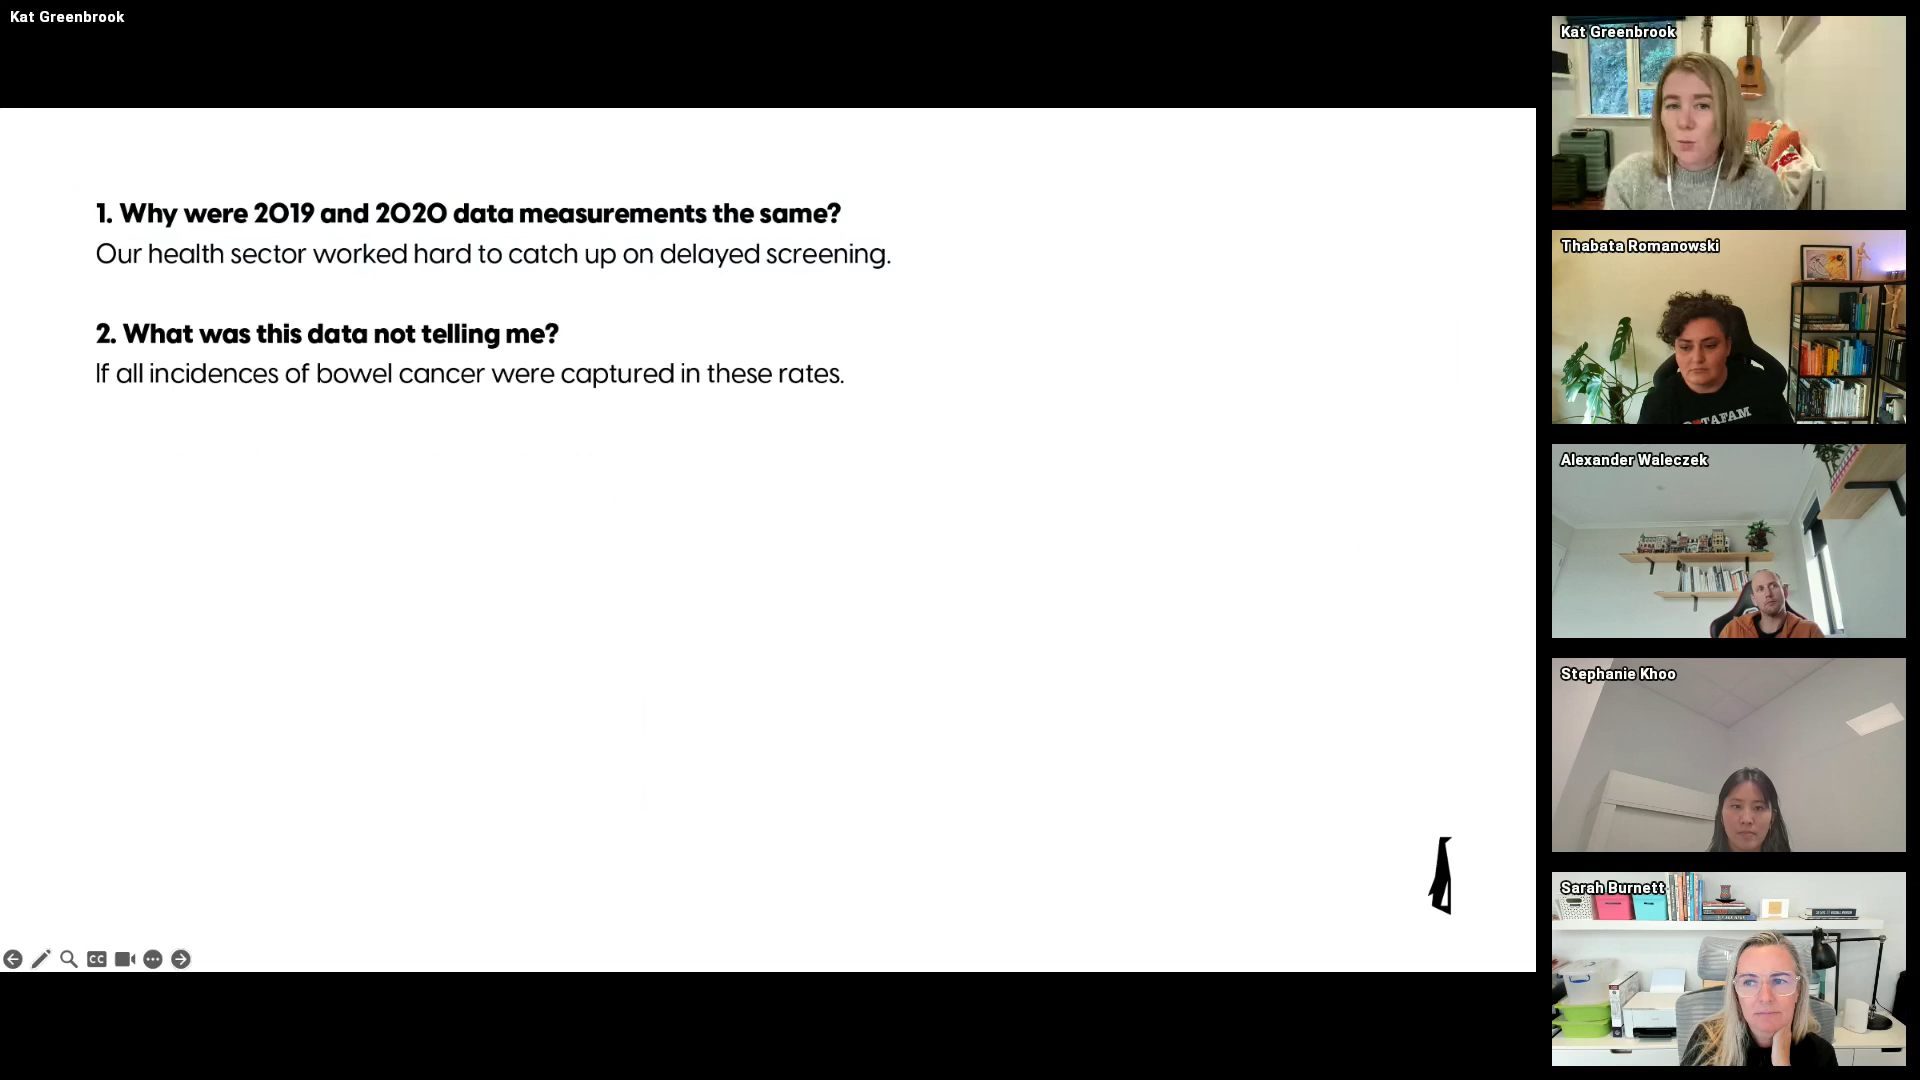 Kat Greenbrook
1. Why were 2019 and 2020 data measurements the same?
Our health sector worked hard to catch up on delayed screening.
2. What was this data not telling me?
If all incidences of bowel cancer were captured in these rates.
CC
Kat Greenbrook
Thabata Romanowski
TAFAM
Alexander Waleczek
Stephanie Khoo
Sarah Burnett